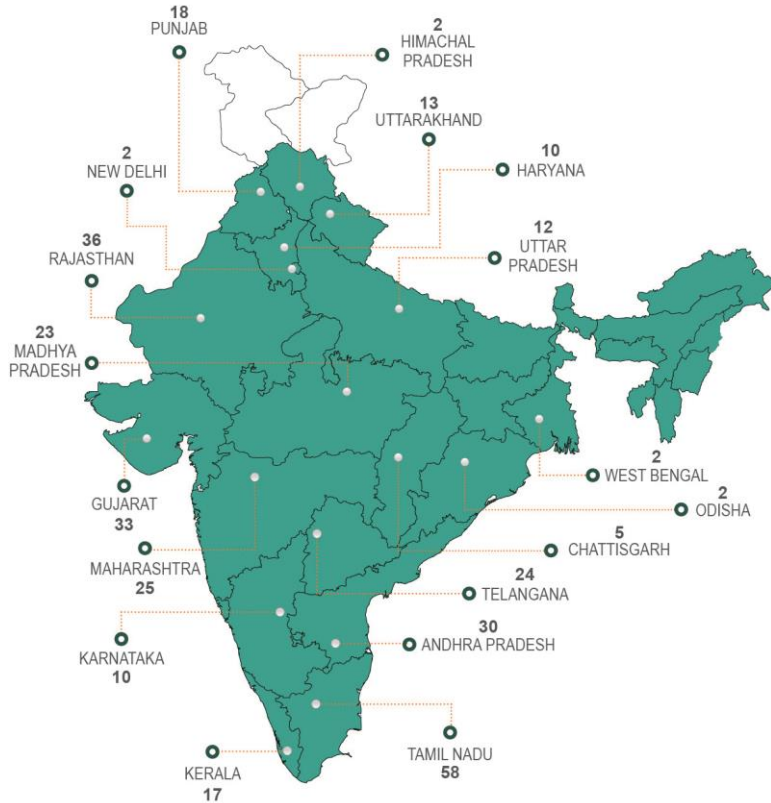 18
PUNJAB
2
HIMACHAL
PRADESH
13
UTTARAKHAND
2
NEW DELHI
10
HARYANA
36
RAJASTHAN
12
UTTAR
PRADESH
23
MADHYA
PRADESH
2
WEST BENGAL
GUJARAT
33
2
ODISHA
5
CHATTISGARH
MAHARASHTRA
25
24
TELANGANA
30
ANDHRA PRADESH
KARNATAKA
10
TAMIL NADU
58
KERALA
17